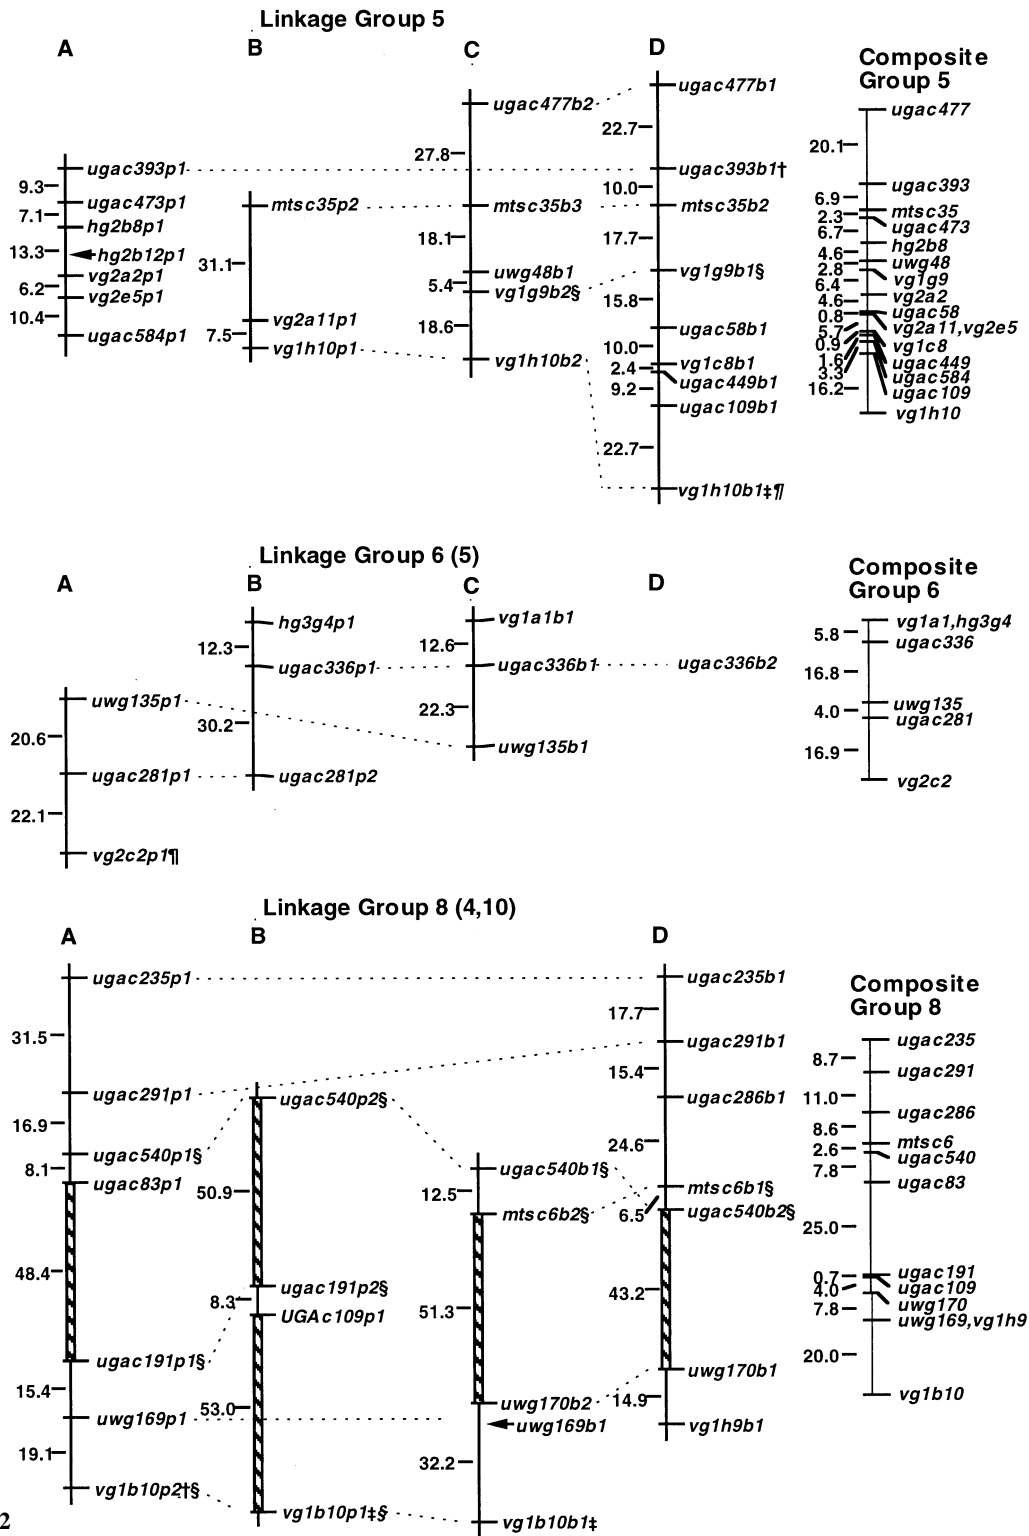 Linkage Group 5
A
B
C
D
Composite
Group 5
9.3
7.1
13.3
6.2
10.4
ugac393p1
ugac473p1
hg2b8p1
hg2b12p1
vg2a2p1
vg2e5p1
ugac584p1
31.1
7.5
mtsc35p2
vg2a11p1
vg1h10p1
27.8
18.1
5.4
18.6
ugac477b2
mtsc35b3
uwg48b1
vg1g9b2§
vg1h10b2
22.7
10.0
17.7
15.8
10.0
2.4
9.2
22.7
ugac477b1
ugac393b1†
mtsc35b2
vg1g9b1§
ugac58b1
vg1c8b1
ugac449b1
ugac109b1
vg1h10b1‡¶
20.1
6.9
2.3
6.7
4.6
2.8
6.4
4.6
0.8
5.7
0.9
1.6
3.3
16.2
ugac477
ugac393
mtsc35
ugac473
hg2b8
uwg48
vg1g9
vg2a2
ugac58
vg2a11,vg2e5
vg1c8
ugac449
ugac584
ugac109
vg1h10
Linkage Group 6 (5)
A
B
C
D
Composite
Group 6
20.6
22.1
uwg135p1
ugac281p1
vg2c2p1¶
12.3
30.2
hg3g4p1
ugac336p1
ugac281p2
12.6
22.3
vg1a1b1
ugac336b1
uwg135b1
ugac336b2
5.8
16.8
4.0
16.9
vg1a1,hg3g4
ugac336
uwg135
ugac281
vg2c2
Linkage Group 8 (4,10)
A
B
D
Composite
Group 8
31.5
16.9
8.1
48.4
15.4
19.1
ugac235p1
ugac291p1
ugac540p1§
ugac83p1
ugac191p1§
uwg169p1
vg1b10p2†§
50.9
8.3
53.0
ugac540p2§
ugac191p2§
UGAc109p1
vg1b10p1‡§
12.5
51.3
32.2
ugac540b1§
mtsc6b2§
uwg170b2
uwg169b1
vg1b10b1‡
17.7
15.4
24.6
6.5
43.2
14.9
ugac235b1
ugac291b1
ugac286b1
mtsc6b1§
ugac540b2§
uwg170b1
vg1h9b1
8.7
11.0
8.6
2.6
7.8
25.0
0.7
4.0
7.8
20.0
ugac235
ugac291
ugac286
mtsc6
ugac540
ugac83
ugac191
ugac109
uwg170
uwg169,vg1h9
vg1b10
2